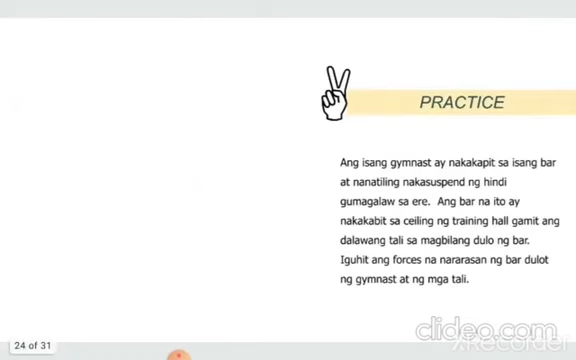 PRACTICE
Ang isang gymnast ay nakakapit sa isang bar
at nanatiling nakasuspend ng hindi
gumagalaw sa ere. Ang bar na ito ay
nakakabit sa ceiling ng training hall gamit ang
dalawang tali sa magbilang dulo ng bar.
Iguhit ang forces na nararasan ng bar dulot
ng gymnast at ng mga tali.
24 of 31
clideo.com
XRecorder